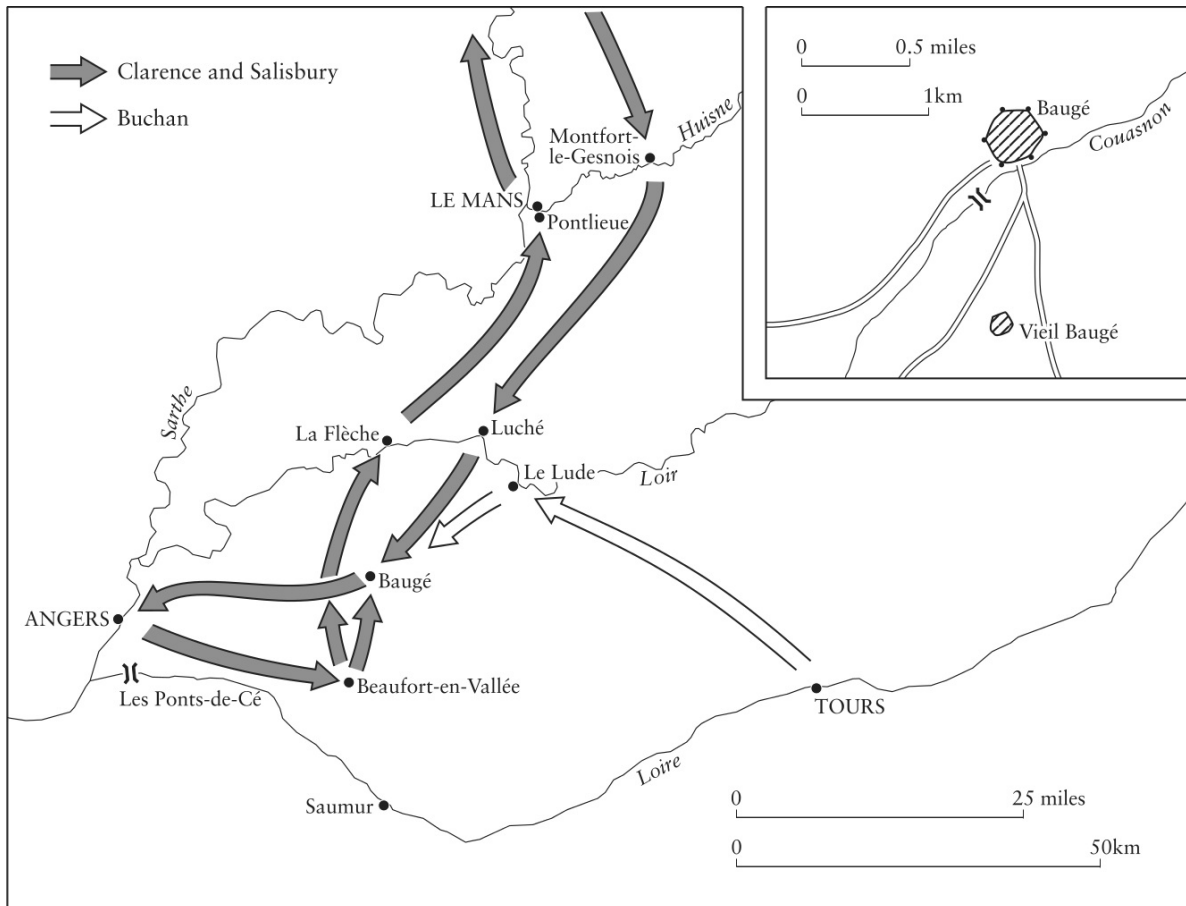 Clarence and Salisbury
Buchan
Montfort-
le-Gesnois
Huisne
LE MANS
Pontlieue
Sarthe
La Flèche
Luché
Le Lude
Loir
Baugé
ANGERS
Les Ponts-de-Cé
Beaufort-en-Vallée
TOURS
Loire
Saumur
0 25 miles
0 50km
0 0.5 miles
0 1km
Baugé
Couasnon
Vieil Baugé